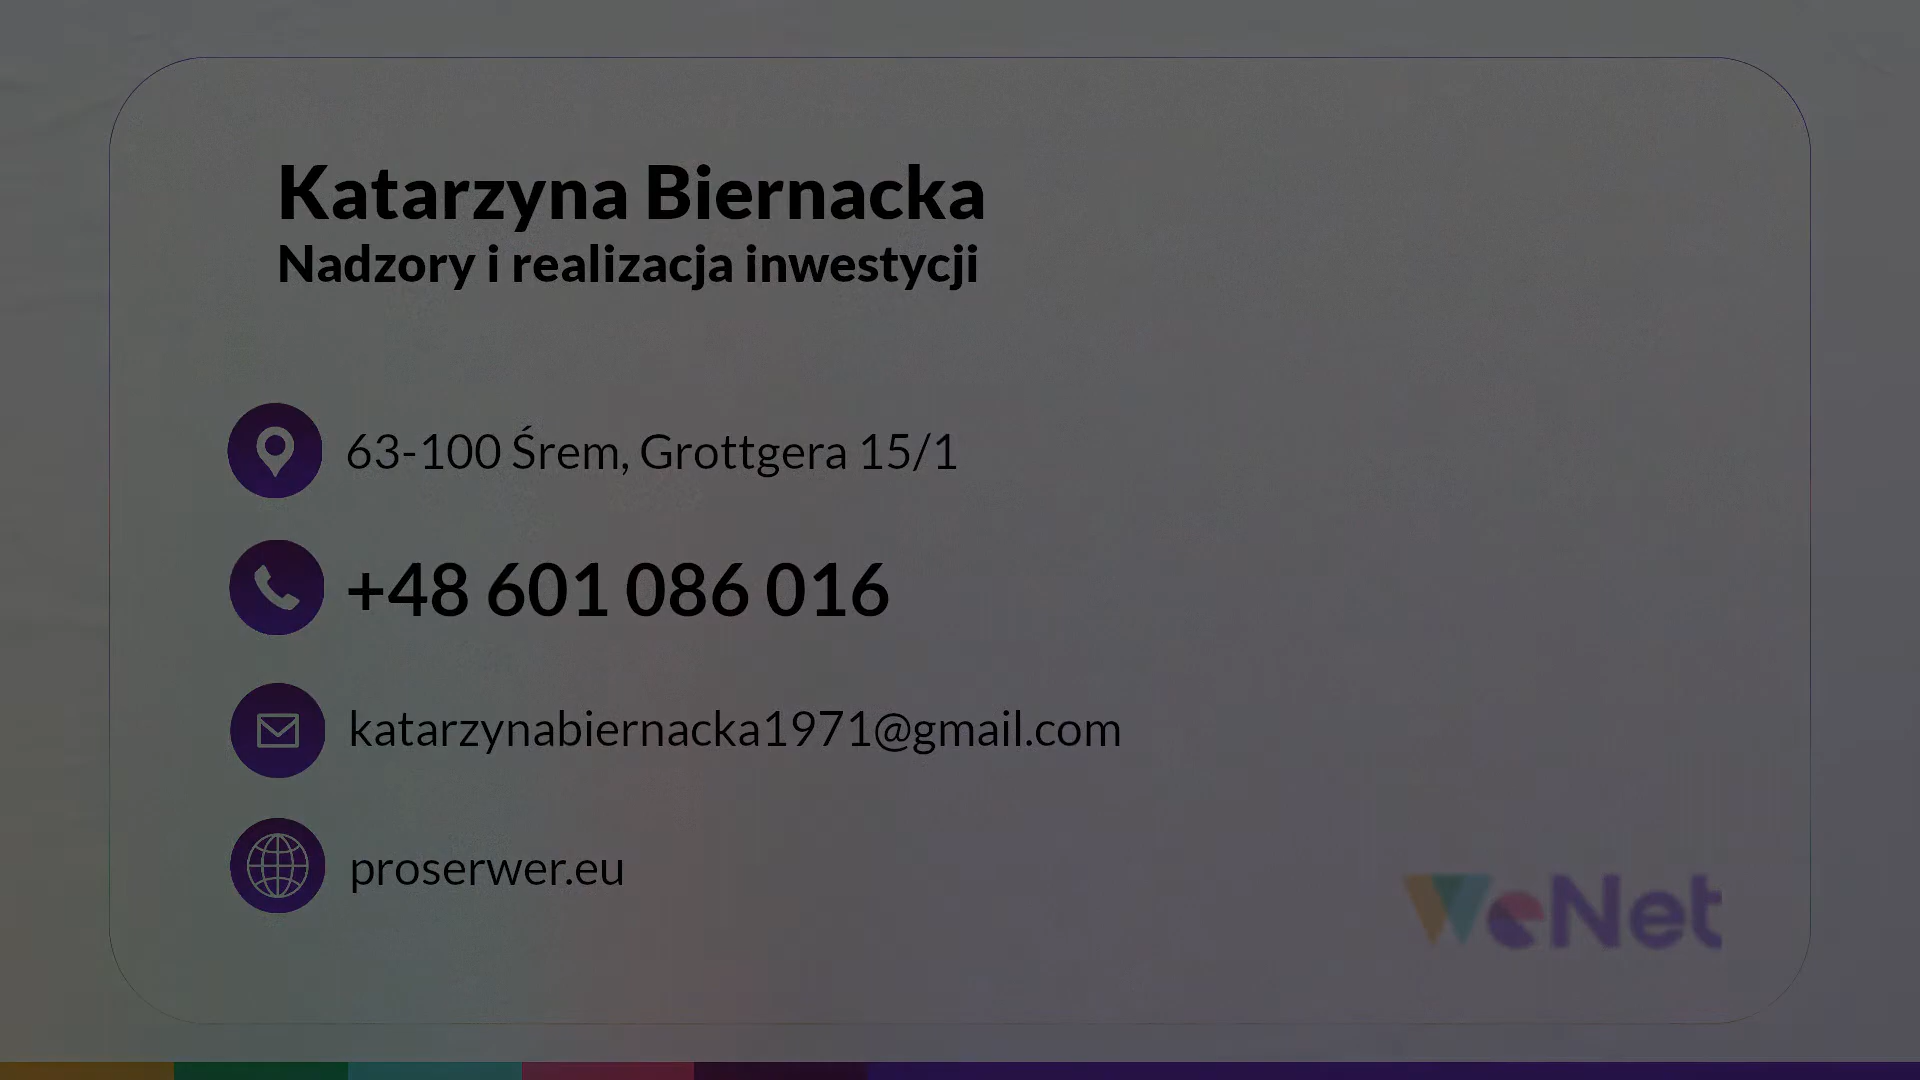 Katarzyna Biernacka
Nadzory i realizacja inwestycji
63-100 Śrem, Grottgera 15/1
+48 601 086 016
katarzynabiernacka1971@gmail.com
proserwer.eu
WeNet